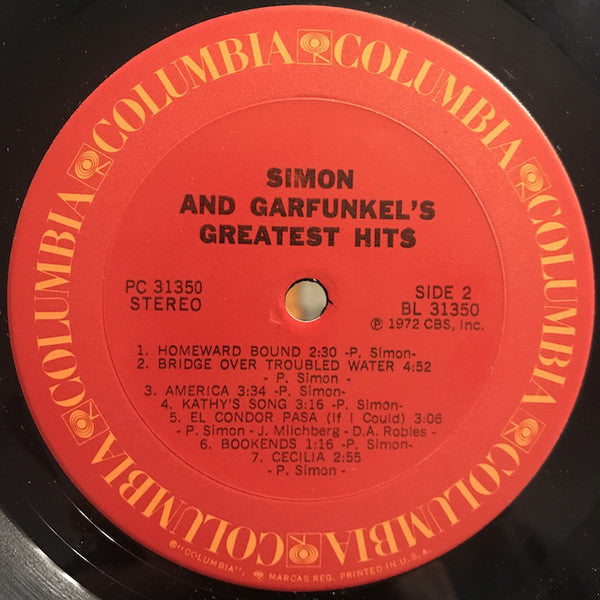 COLUMBIA COLUMBIA COLUMBIA COLUMBIA COLUMBIA COLUMBIA
SIMON
AND GARFUNKEL'S
GREATEST HITS
PC 31350
STEREO
SIDE 2
BL 31350
℗ 1972 CBS, Inc.
1. HOMEWARD BOUND 2:30 -P. Simon-
2. BRIDGE OVER TROUBLED WATER 4:52
- P. Simon -
3. AMERICA 3:34 -P. Simon-
4. KATHY'S SONG 3:16 -P. Simon-
5. EL CONDOR PASA (If I Could) 3:06
- P. Simon - J. Milchberg - D.A. Robles -
6. BOOKENDS 1:16 -P. Simon-
7. CECILIA 2:55
- P. Simon -
®"COLUMBIA", MARCAS REG. PRINTED IN U.S.A.